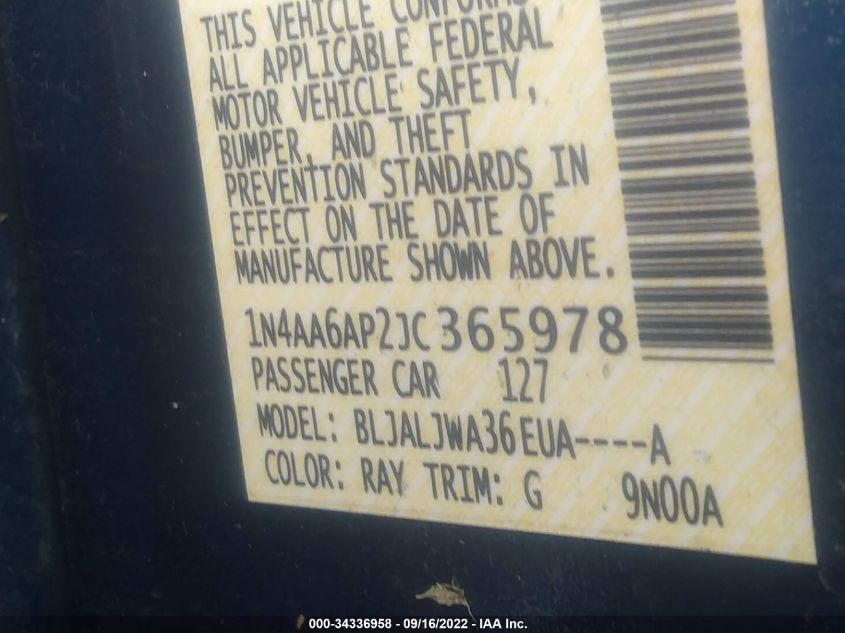 THIS VEHICLE CONFORMS
ALL APPLICABLE FEDERAL
MOTOR VEHICLE SAFETY,
BUMPER, AND THEFT
PREVENTION STANDARDS IN
EFFECT ON THE DATE OF
MANUFACTURE SHOWN ABOVE.
1N4AA6AP2JC365978
PASSENGER CAR 127
MODEL: BLJALJWA36EUA----A
COLOR: RAY TRIM: G 9N00A
000-34336958 - 09/16/2022 - IAA Inc.